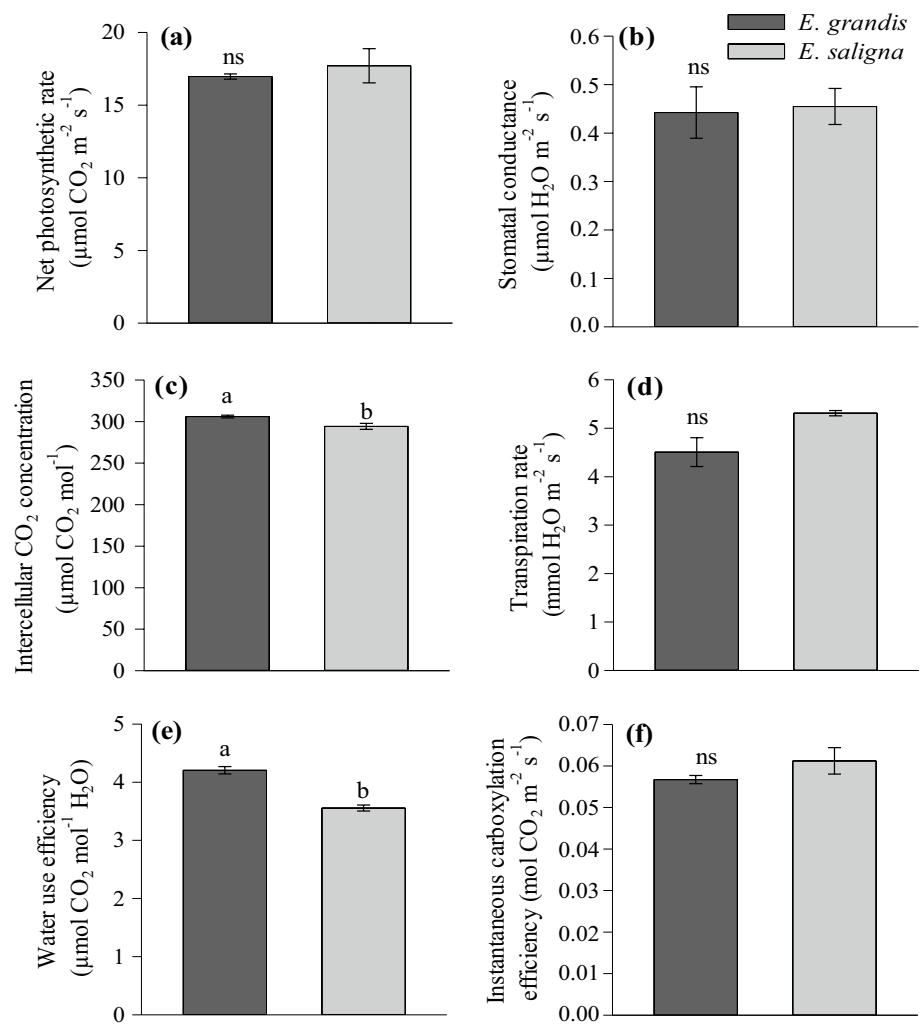 E. grandis
E. saligna
(a)
ns
Net photosynthetic rate
(µmol CO₂ m⁻² s⁻¹)
20
15
10
5
0
(b)
ns
Stomatal conductance
(µmol H₂O m⁻² s⁻¹)
0.6
0.5
0.4
0.3
0.2
0.1
0.0
(c)
a
b
Intercellular CO₂ concentration
(µmol CO₂ mol⁻¹)
350
300
250
200
150
100
50
0
(d)
ns
Transpiration rate
(mmol H₂O m⁻² s⁻¹)
6
5
4
3
2
1
0
(e)
a
b
Water use efficiency
(µmol CO₂ mol⁻¹ H₂O)
5
4
3
2
1
0
(f)
ns
Instantaneous carboxylation
efficiency (mol CO₂ m⁻² s⁻¹)
0.07
0.06
0.05
0.04
0.03
0.02
0.01
0.00